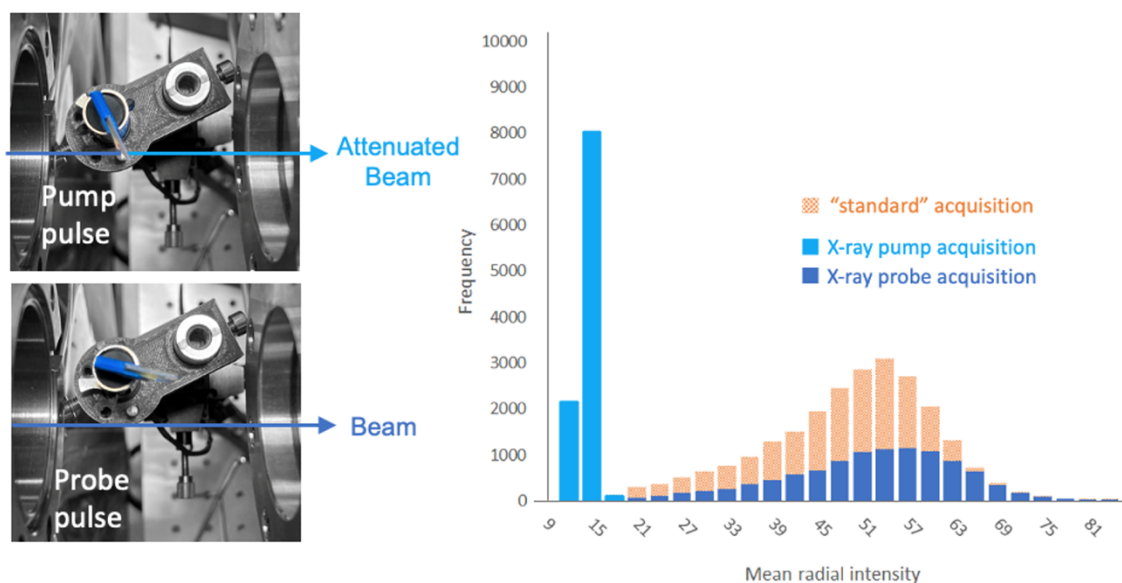 Attenuated
Beam
Pump
pulse
Beam
Probe
pulse
Frequency
10000
9000
8000
7000
6000
5000
4000
3000
2000
1000
0
"standard" acquisition
X-ray pump acquisition
X-ray probe acquisition
9
15
21
27
33
39
45
51
57
63
69
75
81
Mean radial intensity